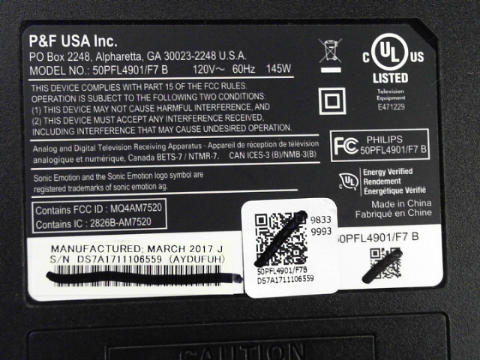 P&F USA Inc.
PO Box 2248, Alpharetta, GA 30023-2248 U.S.A.
MODEL NO.: 50PFL4901/F7 B 120V~ 60Hz 145W
THIS DEVICE COMPLIES WITH PART 15 OF THE FCC RULES.
OPERATION IS SUBJECT TO THE FOLLOWING TWO CONDITIONS
(1) THIS DEVICE MAY NOT CAUSE HARMFUL INTERFERENCE, AND
(2) THIS DEVICE MUST ACCEPT ANY INTERFERENCE RECEIVED,
INCLUDING INTERFERENCE THAT MAY CAUSE UNDESIRED OPERATION.
Analog and Digital Television Receiving Apparatus - Appareil de réception de télévision
analogique et numérique, Canada BETS-7 / NTMR-7. CAN ICES-3 (B)/NMB-3(B)
Sonic Emotion and the Sonic Emotion logo symbol are
registered trademarks of sonic emotion ag.
Contains FCC ID : MQ4AM7520
Contains IC : 2826B-AM7520
MANUFACTURED: MARCH 2017 J
S/N DS7A1711106559 (AYDUFUH)
c UL US
LISTED
Television
Equipment
E471229
FC PHILIPS
50PFL4901/F7 B
c UL US
Energy Verified
Rendement
Énergétique Vérifié
Made in China
Fabriqué en Chine
9833
9993
50PFL4901/F7B
DS7A1711106559
50PFL4901/F7 B
CAUTION